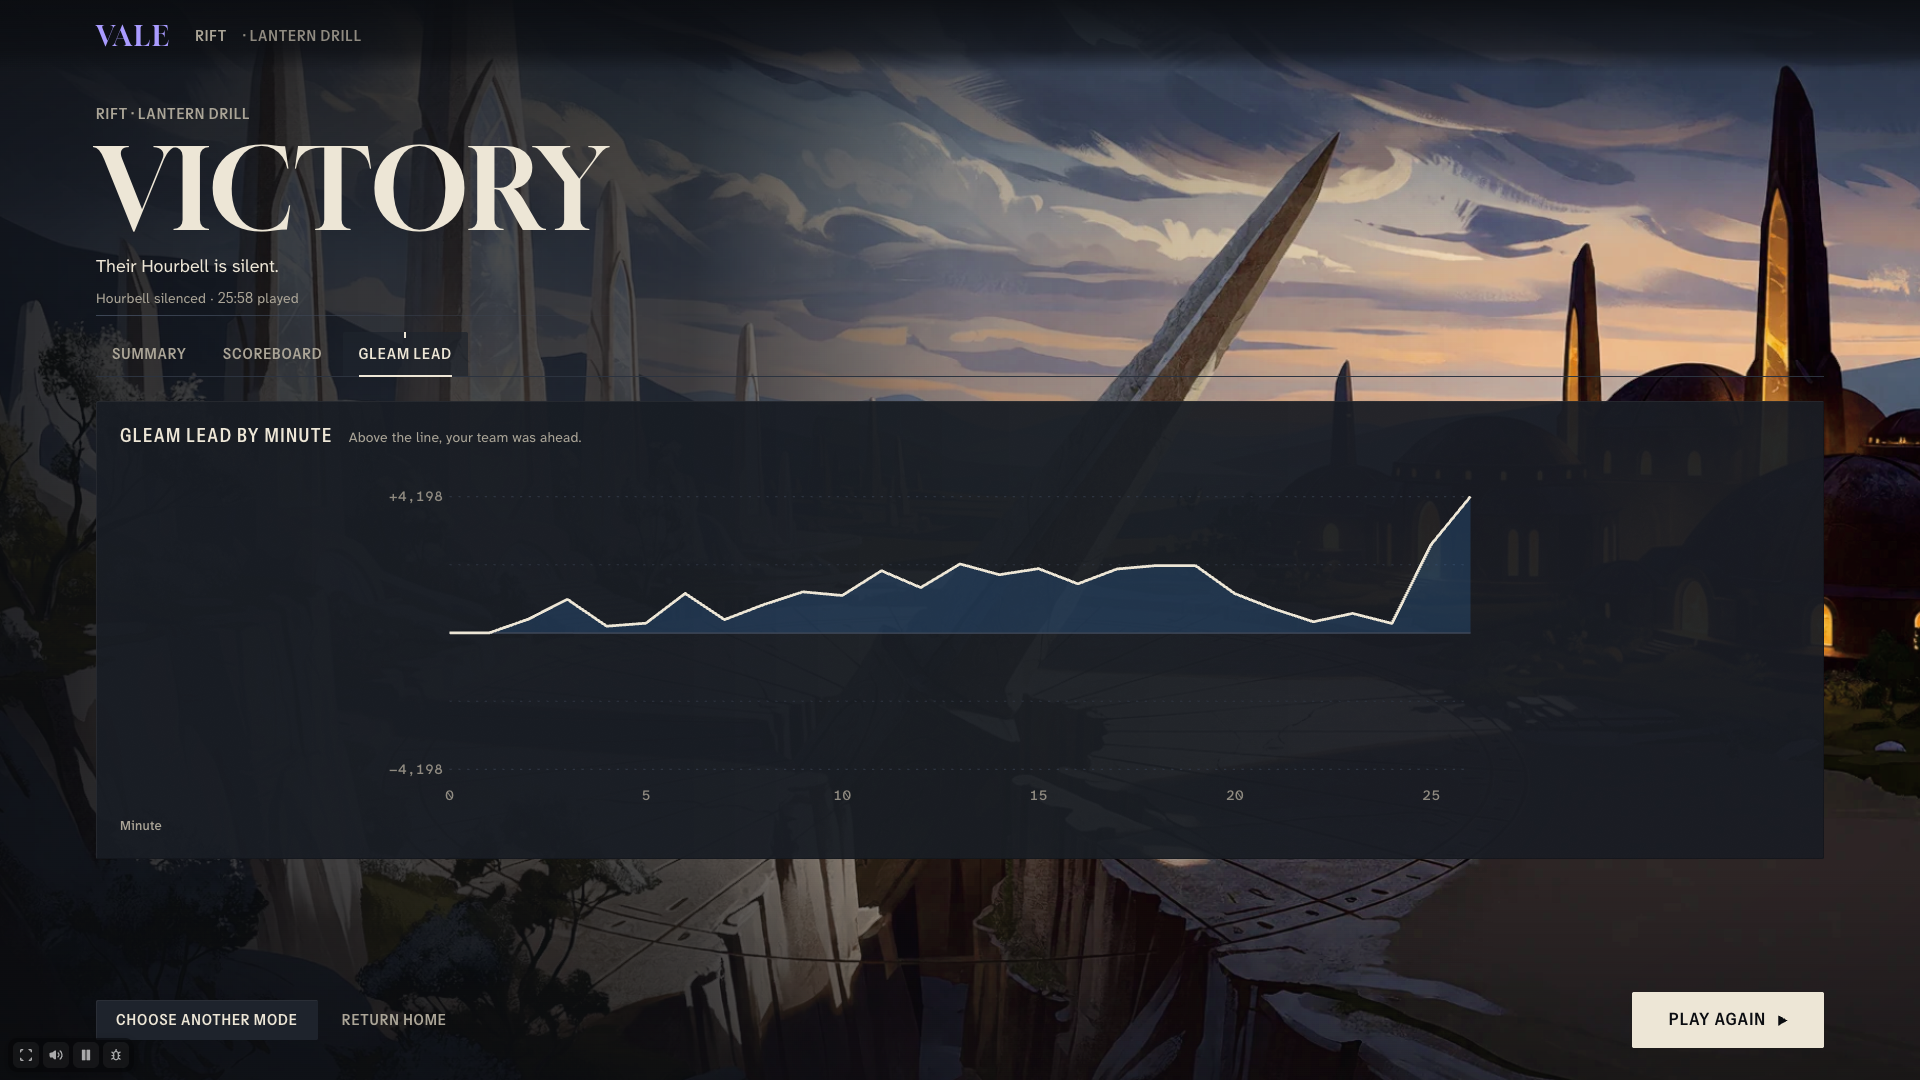 VALE RIFT · LANTERN DRILL
RIFT · LANTERN DRILL
VICTORY
Their Hourbell is silent.
Hourbell silenced · 25:58 played
SUMMARY SCOREBOARD GLEAM LEAD
GLEAM LEAD BY MINUTE Above the line, your team was ahead.
+4,198
−4,198
0 5 10 15 20 25
Minute
CHOOSE ANOTHER MODE RETURN HOME PLAY AGAIN